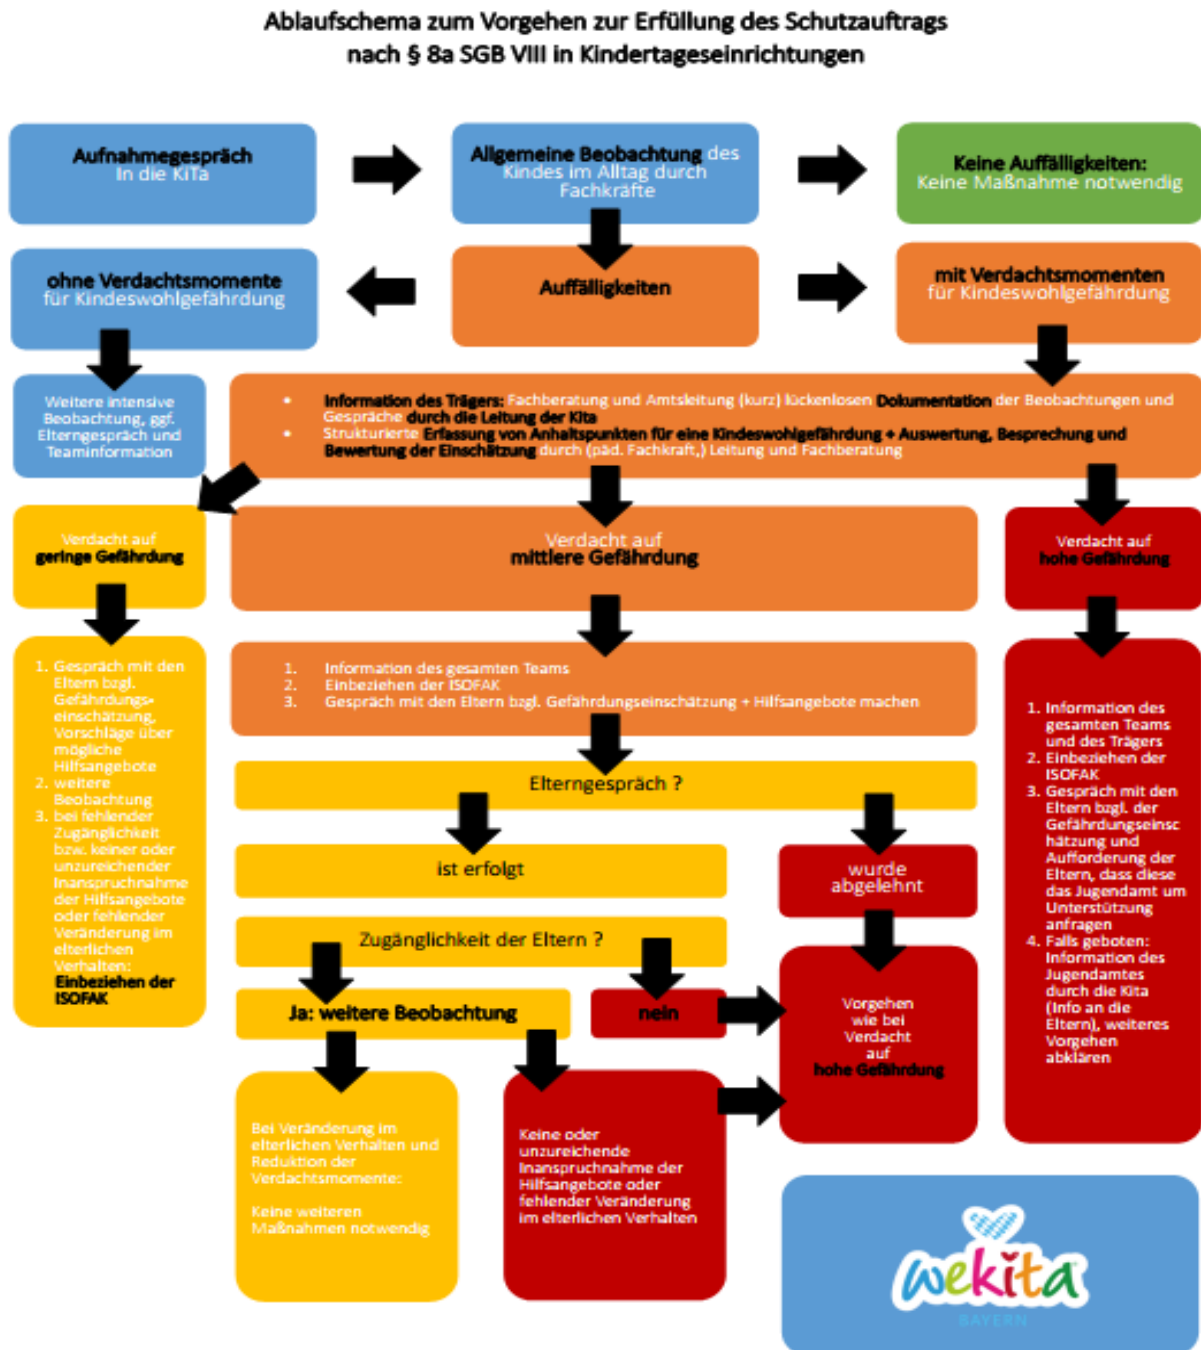 Ablaufschema zum Vorgehen zur Erfüllung des Schutzauftrags
nach § 8a SGB VIII in Kindertageseinrichtungen
Aufnahmegespräch
In die KiTa
Allgemeine Beobachtung des
Kindes im Alltag durch
Fachkräfte
Keine Auffälligkeiten:
Keine Maßnahme notwendig
ohne Verdachtsmomente
für Kindeswohlgefährdung
Auffälligkeiten
mit Verdachtsmomenten
für Kindeswohlgefährdung
Weitere intensive
Beobachtung, ggf.
Elterngespräch und
Teaminformation
• Information des Trägers: Fachberatung und Amtsleitung (kurz) lückenlosen Dokumentation der Beobachtungen und
Gespräche durch die Leitung der Kita
• Strukturierte Erfassung von Anhaltspunkten für eine Kindeswohlgefährdung + Auswertung, Besprechung und
Bewertung der Einschätzung durch (päd. Fachkraft,) Leitung und Fachberatung
Verdacht auf
geringe Gefährdung
Verdacht auf
mittlere Gefährdung
Verdacht auf
hohe Gefährdung
1. Gespräch mit den
Eltern bzgl.
Gefährdungs-
einschätzung,
Vorschläge über
mögliche
Hilfsangebote
2. weitere
Beobachtung
3. bei fehlender
Zugänglichkeit
bzw. keiner oder
unzureichender
Inanspruchnahme
der Hilfsangebote
oder fehlender
Veränderung im
elterlichen
Verhalten:
Einbeziehen der
ISOFAK
1. Information des gesamten Teams
2. Einbeziehen der ISOFAK
3. Gespräch mit den Eltern bzgl. Gefährdungseinschätzung + Hilfsangebote machen
1. Information des
gesamten Teams
und des Trägers
2. Einbeziehen der
ISOFAK
3. Gespräch mit den
Eltern bzgl. der
Gefährdungseinsc
hätzung und
Aufforderung der
Eltern, dass diese
das Jugendamt um
Unterstützung
anfragen
4. Falls geboten:
Information des
Jugendamtes
durch die Kita
(Info an die
Eltern), weiteres
Vorgehen
abklären
Elterngespräch ?
ist erfolgt
wurde
abgelehnt
Zugänglichkeit der Eltern ?
Ja: weitere Beobachtung
nein
Vorgehen
wie bei
Verdacht
auf
hohe Gefährdung
Bei Veränderung im
elterlichen Verhalten und
Reduktion der
Verdachtsmomente:
Keine weiteren
Maßnahmen notwendig
Keine oder
unzureichende
Inanspruchnahme der
Hilfsangebote oder
fehlender Veränderung
im elterlichen Verhalten
wekita
BAYERN